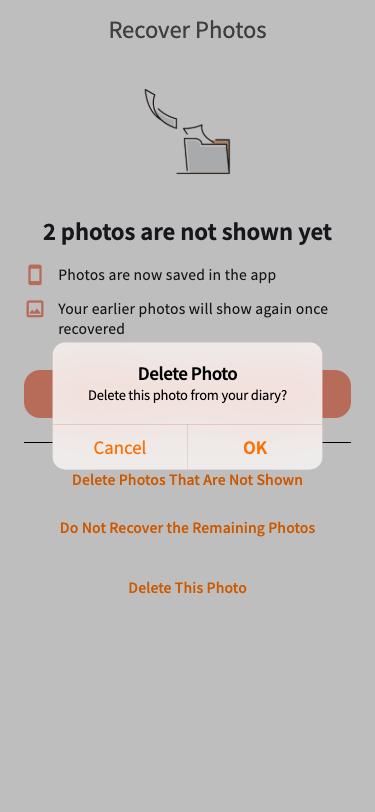 Recover Photos
2 photos are not shown yet
Photos are now saved in the app
Your earlier photos will show again once
recovered
Delete Photo
Delete this photo from your diary?
Cancel
OK
Delete Photos That Are Not Shown
Do Not Recover the Remaining Photos
Delete This Photo